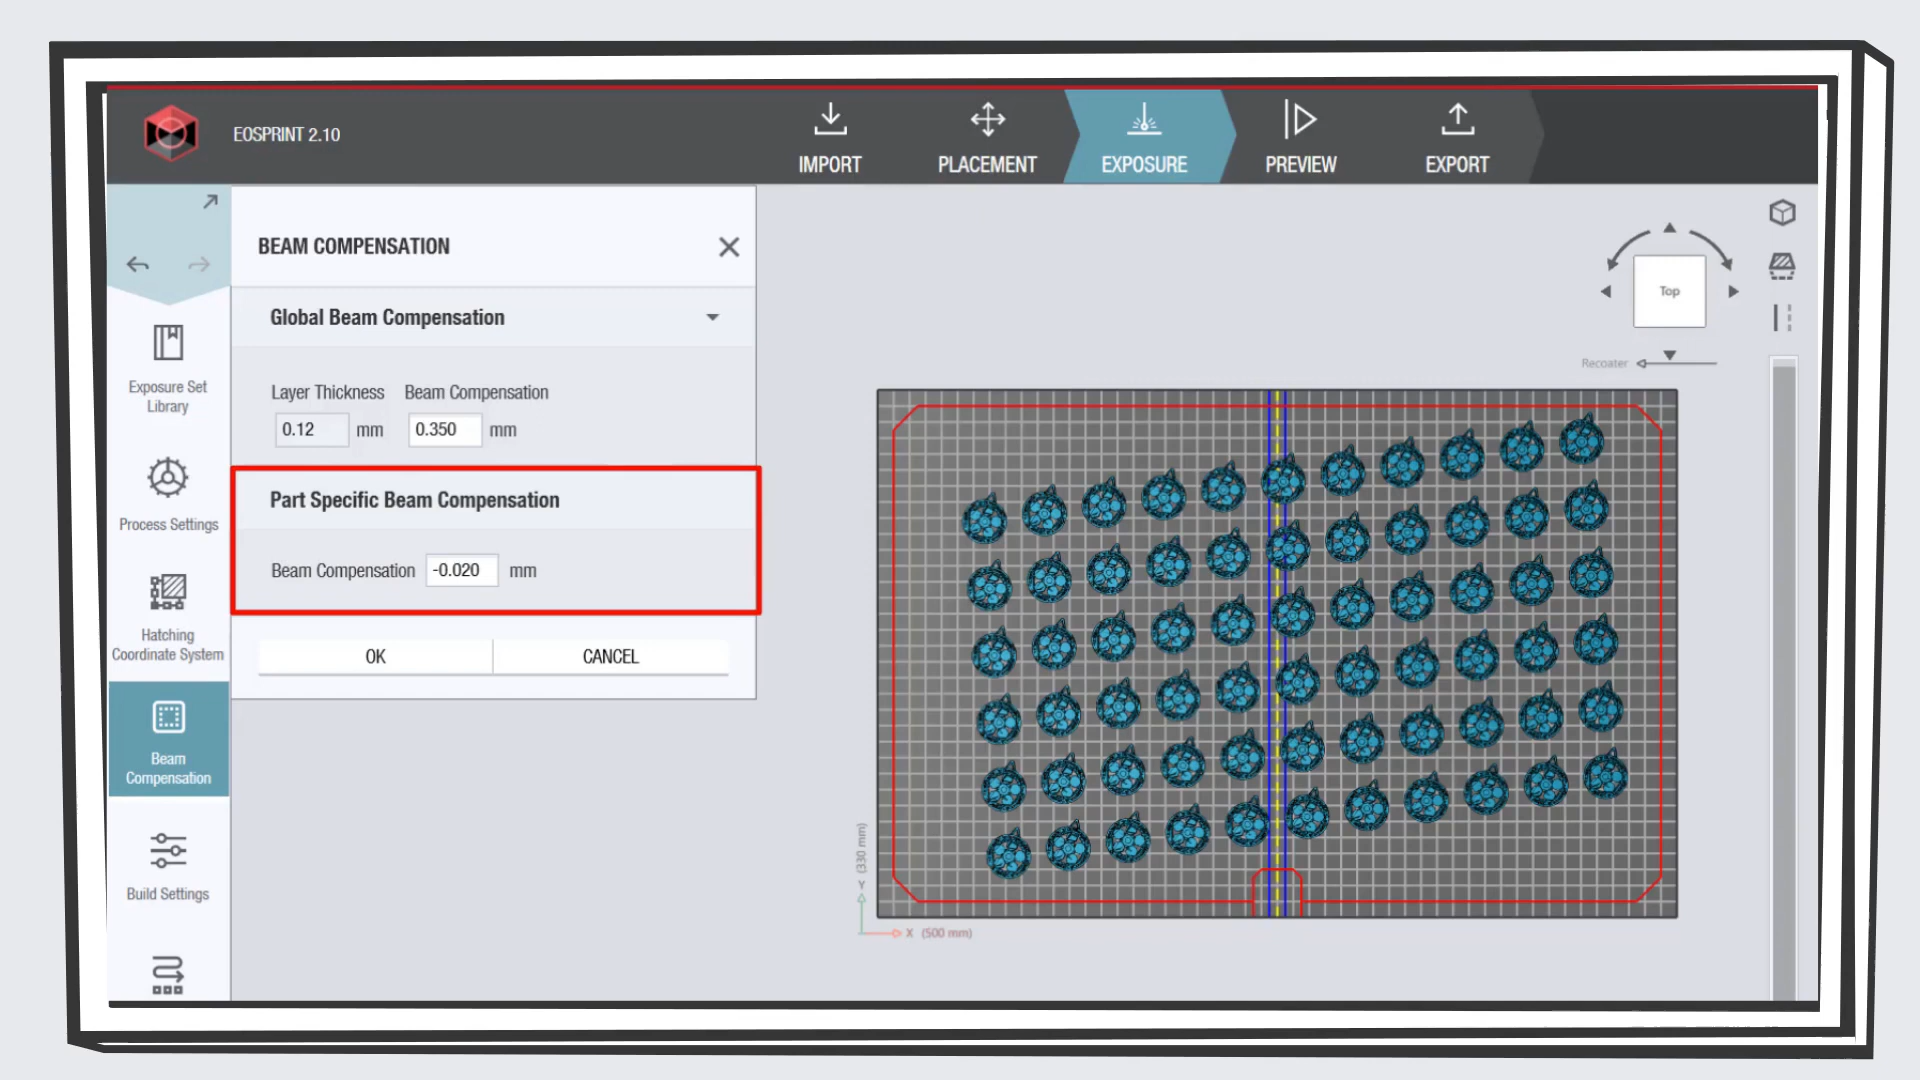 EOSPRINT 2.10
IMPORT
PLACEMENT
EXPOSURE
PREVIEW
EXPORT
Exposure Set
Library
Process Settings
Hatching
Coordinate System
Beam
Compensation
Build Settings
BEAM COMPENSATION
Global Beam Compensation
Layer Thickness
Beam Compensation
0.12 mm
0.350 mm
Part Specific Beam Compensation
Beam Compensation -0.020 mm
OK
CANCEL
Top
Recoater
Y (330 mm)
X (500 mm)